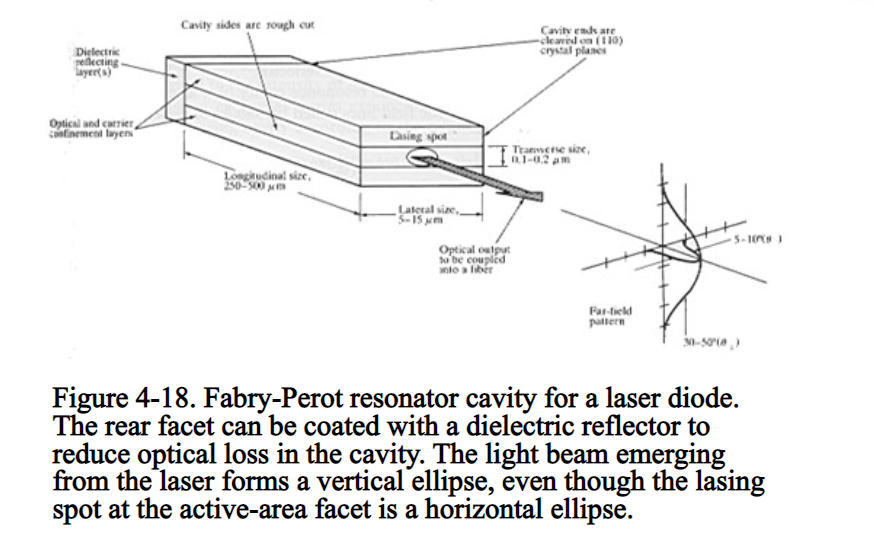 Cavity sides are rough cut
Cavity ends are
cleaved on (110)
crystal planes
Dielectric
reflecting
layer(s)
Optical and carrier
confinement layers
Lasing spot
Transverse size,
0.1-0.2 μm
Longitudinal size,
250-500 μm
Lateral size,
5-15 μm
Optical output
to be coupled
into a fiber
5-10°(θ )
Far-field
pattern
30-50°(θ )
Figure 4-18. Fabry-Perot resonator cavity for a laser diode.
The rear facet can be coated with a dielectric reflector to
reduce optical loss in the cavity. The light beam emerging
from the laser forms a vertical ellipse, even though the lasing
spot at the active-area facet is a horizontal ellipse.